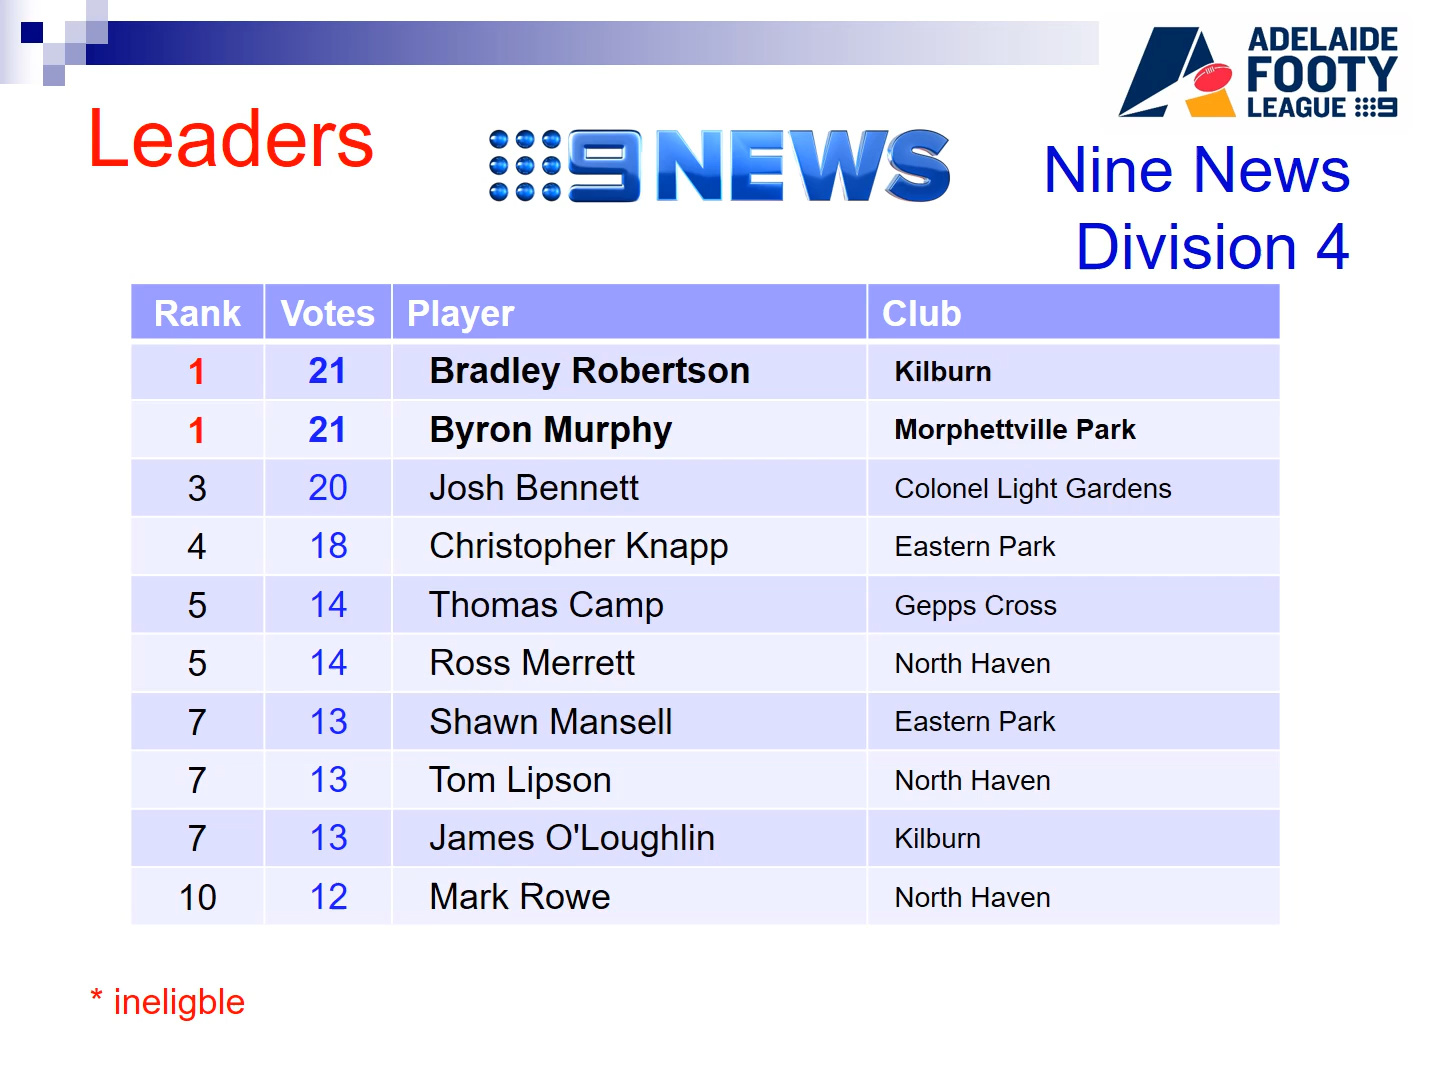 ADELAIDE
FOOTY
LEAGUE 9
Leaders
9 NEWS
Nine News
Division 4
Rank Votes Player Club
1 21 Bradley Robertson Kilburn
1 21 Byron Murphy Morphettville Park
3 20 Josh Bennett Colonel Light Gardens
4 18 Christopher Knapp Eastern Park
5 14 Thomas Camp Gepps Cross
5 14 Ross Merrett North Haven
7 13 Shawn Mansell Eastern Park
7 13 Tom Lipson North Haven
7 13 James O'Loughlin Kilburn
10 12 Mark Rowe North Haven
* ineligble